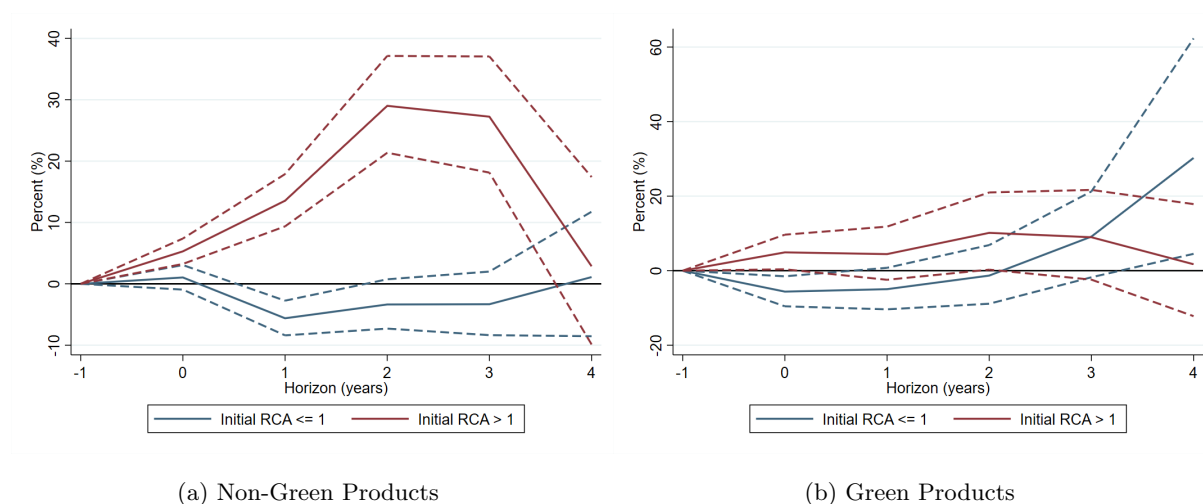 40
30
20
10
0
-10
Percent (%)
-1 0 1 2 3 4
Horizon (years)
Initial RCA <= 1 Initial RCA > 1
(a) Non-Green Products
60
40
20
0
-20
Percent (%)
-1 0 1 2 3 4
Horizon (years)
Initial RCA <= 1 Initial RCA > 1
(b) Green Products